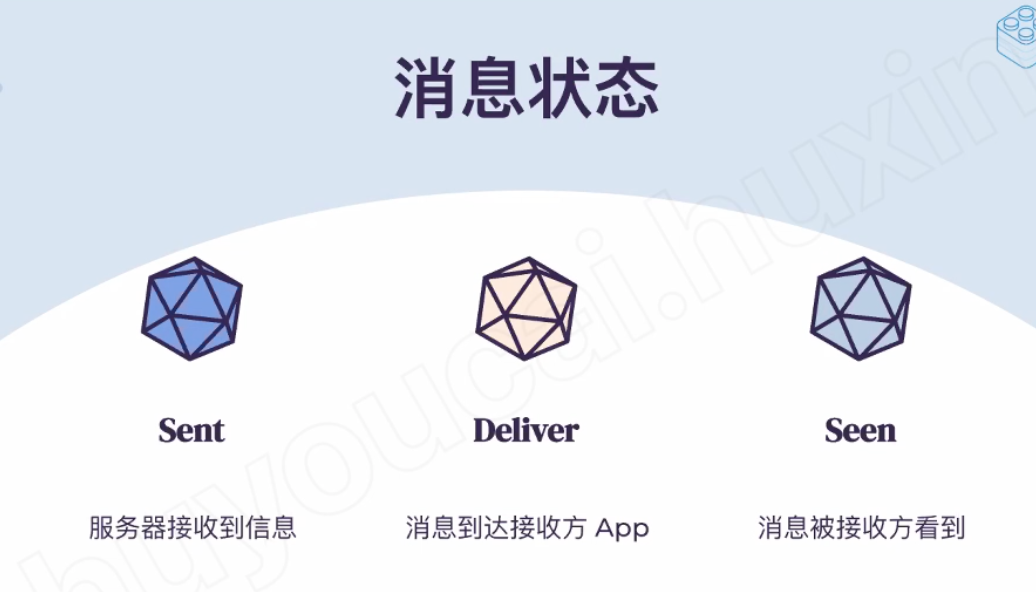 消息状态
Sent
Deliver
Seen
服务器接收到信息
消息到达接收方 App
消息被接收方看到
huyoucai.huxin